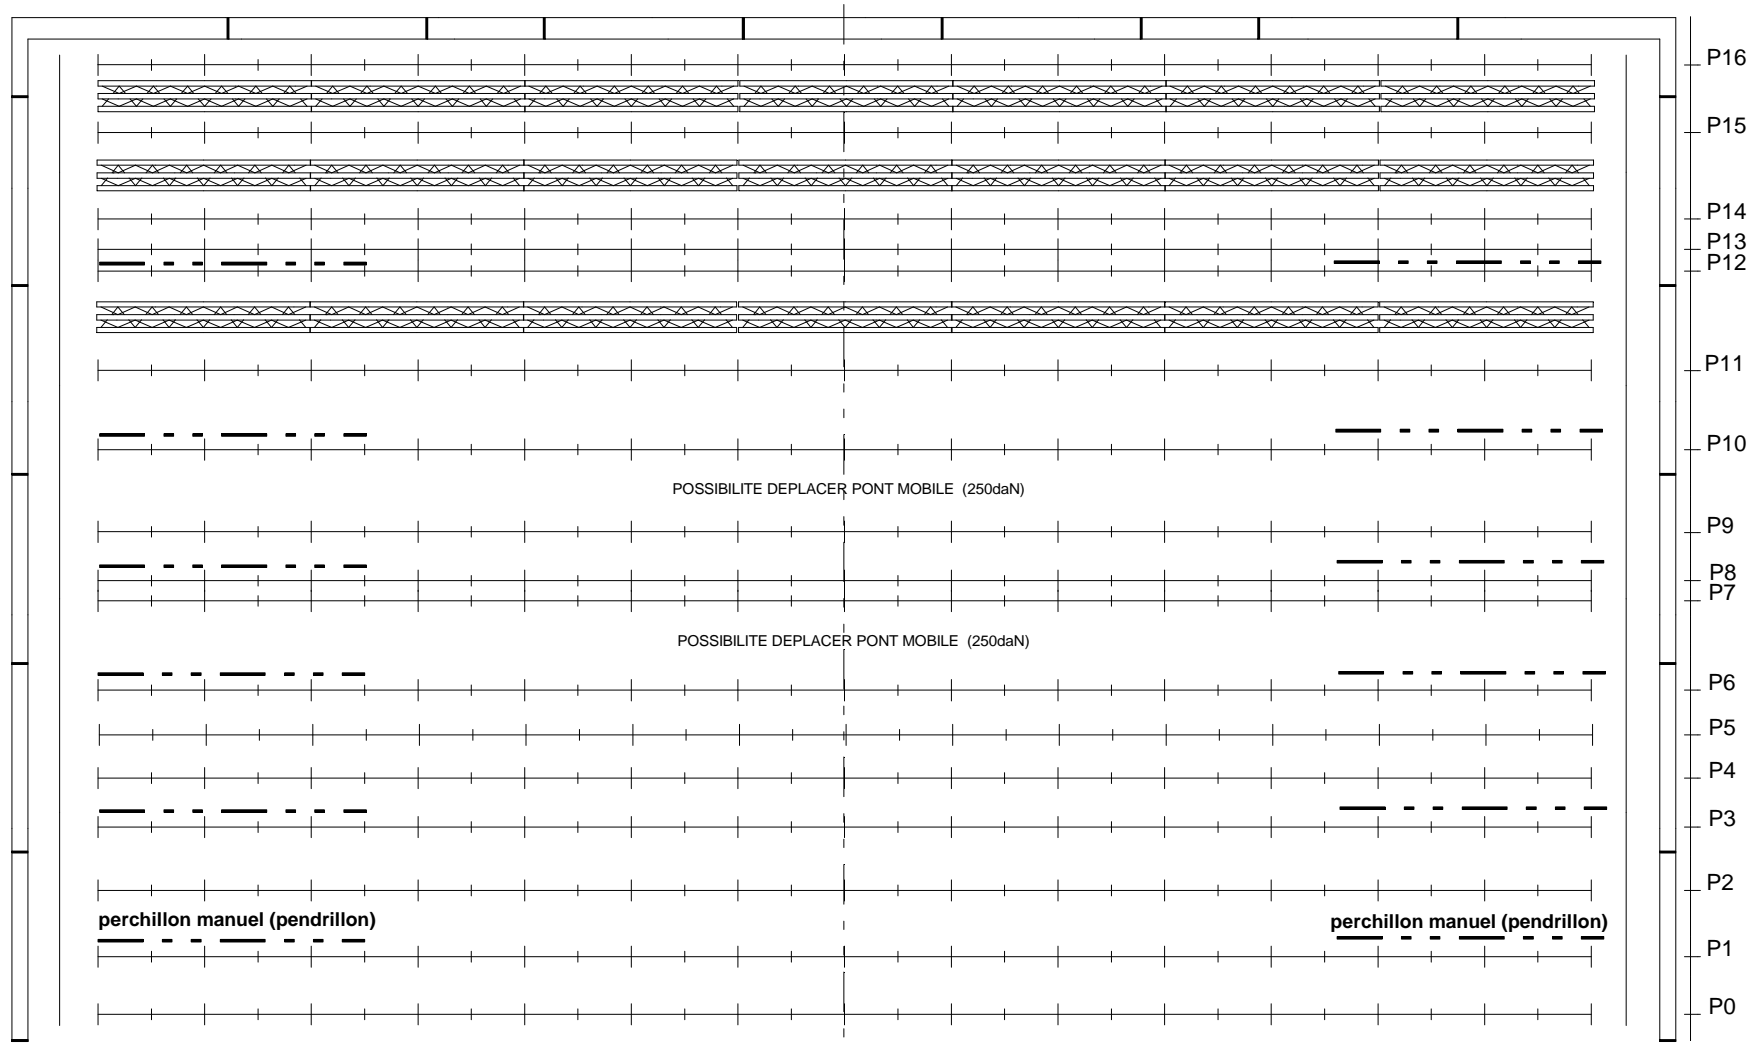 P16
P15
P14
P13
P12
P11
P10
POSSIBILITE DEPLACER PONT MOBILE (250daN)
P9
P8
P7
POSSIBILITE DEPLACER PONT MOBILE (250daN)
P6
P5
P4
P3
P2
perchillon manuel (pendrillon)
perchillon manuel (pendrillon)
P1
P0